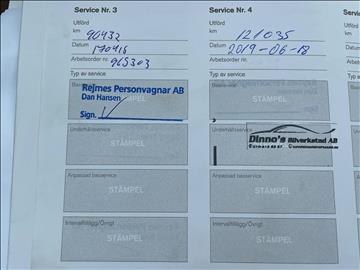 Service Nr. 3
Utförd
km 90432
Datum 170416
Arbetsorder nr. 965303
Typ av service
Rejmes Personvagnar AB
Dan Hansen
Sign.
Underhållsservice
STÄMPEL
Anpassad basservice
STÄMPEL
Intervalltillägg/Övrigt
STÄMPEL
Service Nr. 4
Utförd
km 121035
Datum 2019-06-18
Arbetsorder nr.
Typ av service
Basservice
STÄMPEL
Underhållsservice
Dinno's Bilverkstad AB
Anpassad basservice
STÄMPEL
Intervalltillägg/Övrigt
STÄMPEL